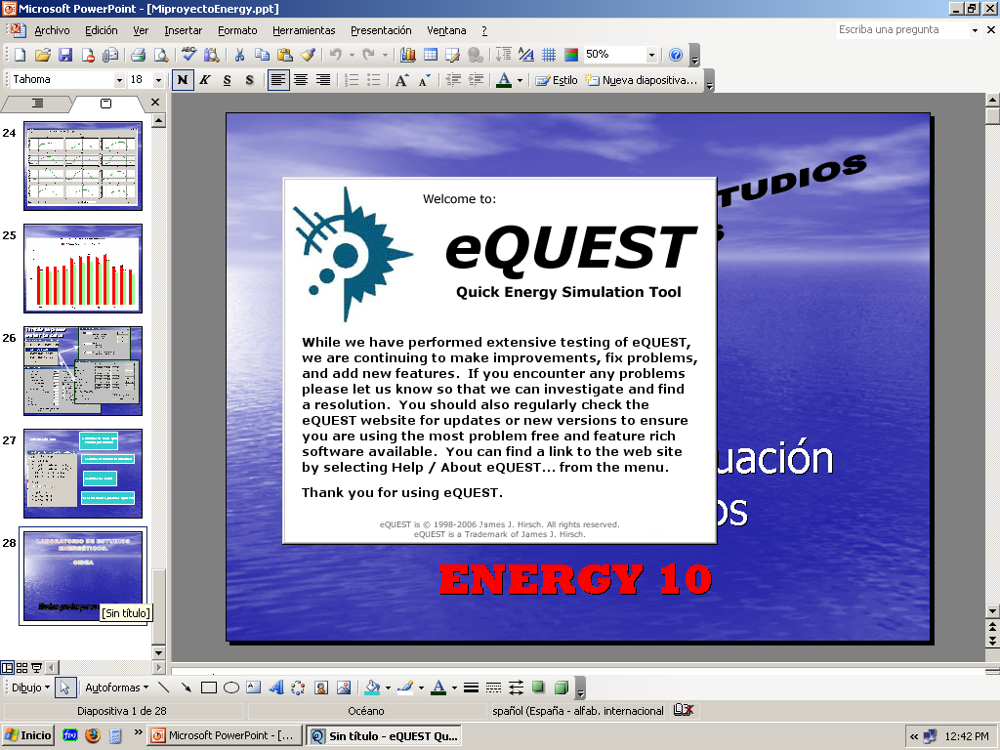 Microsoft PowerPoint - [MiproyectoEnergy.ppt]
Archivo Edición Ver Insertar Formato Herramientas Presentación Ventana ?
Escribe una pregunta
50%
Tahoma 18 N K S S
Estilo Nueva diapositiva...
24
25
26
27
28
LABORATORIO DE ESTUDIOS
ENERGÉTICOS.
[Sin título]
TUDIOS
S
Welcome to:
eQUEST
Quick Energy Simulation Tool
While we have performed extensive testing of eQUEST,
we are continuing to make improvements, fix problems,
and add new features. If you encounter any problems
please let us know so that we can investigate and find
a resolution. You should also regularly check the
eQUEST website for updates or new versions to ensure
you are using the most problem free and feature rich
software available. You can find a link to the web site
by selecting Help / About eQUEST... from the menu.
Thank you for using eQUEST.
eQUEST is © 1998-2006 James J. Hirsch. All rights reserved.
eQUEST is a Trademark of James J. Hirsch.
uación
os
ENERGY 10
Dibujo Autoformas
Diapositiva 1 de 28
Océano
spañol (España - alfab. internacional
Inicio
Microsoft PowerPoint - [...
Sin título - eQUEST Qu...
12:42 PM